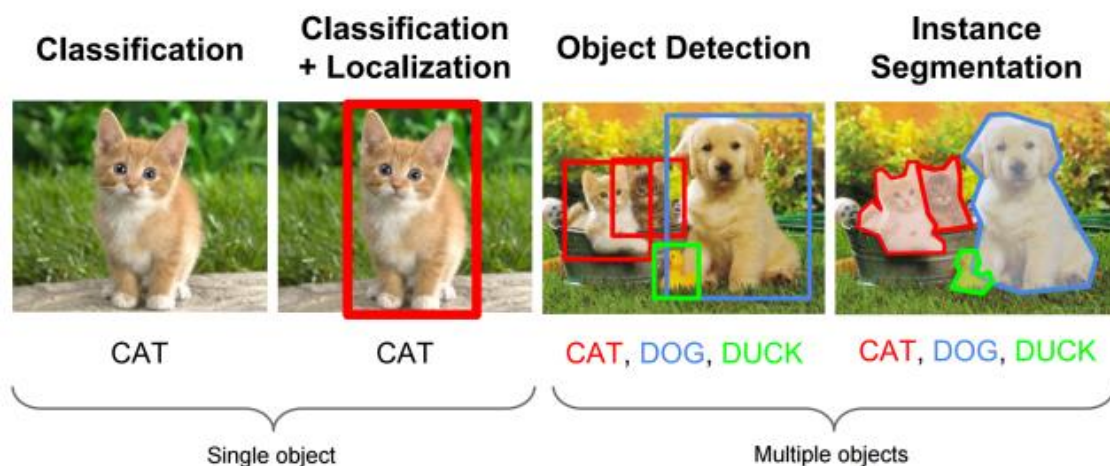 Classification
Classification
+ Localization
Object Detection
Instance
Segmentation
CAT
CAT
CAT, DOG, DUCK
CAT, DOG, DUCK
Single object
Multiple objects